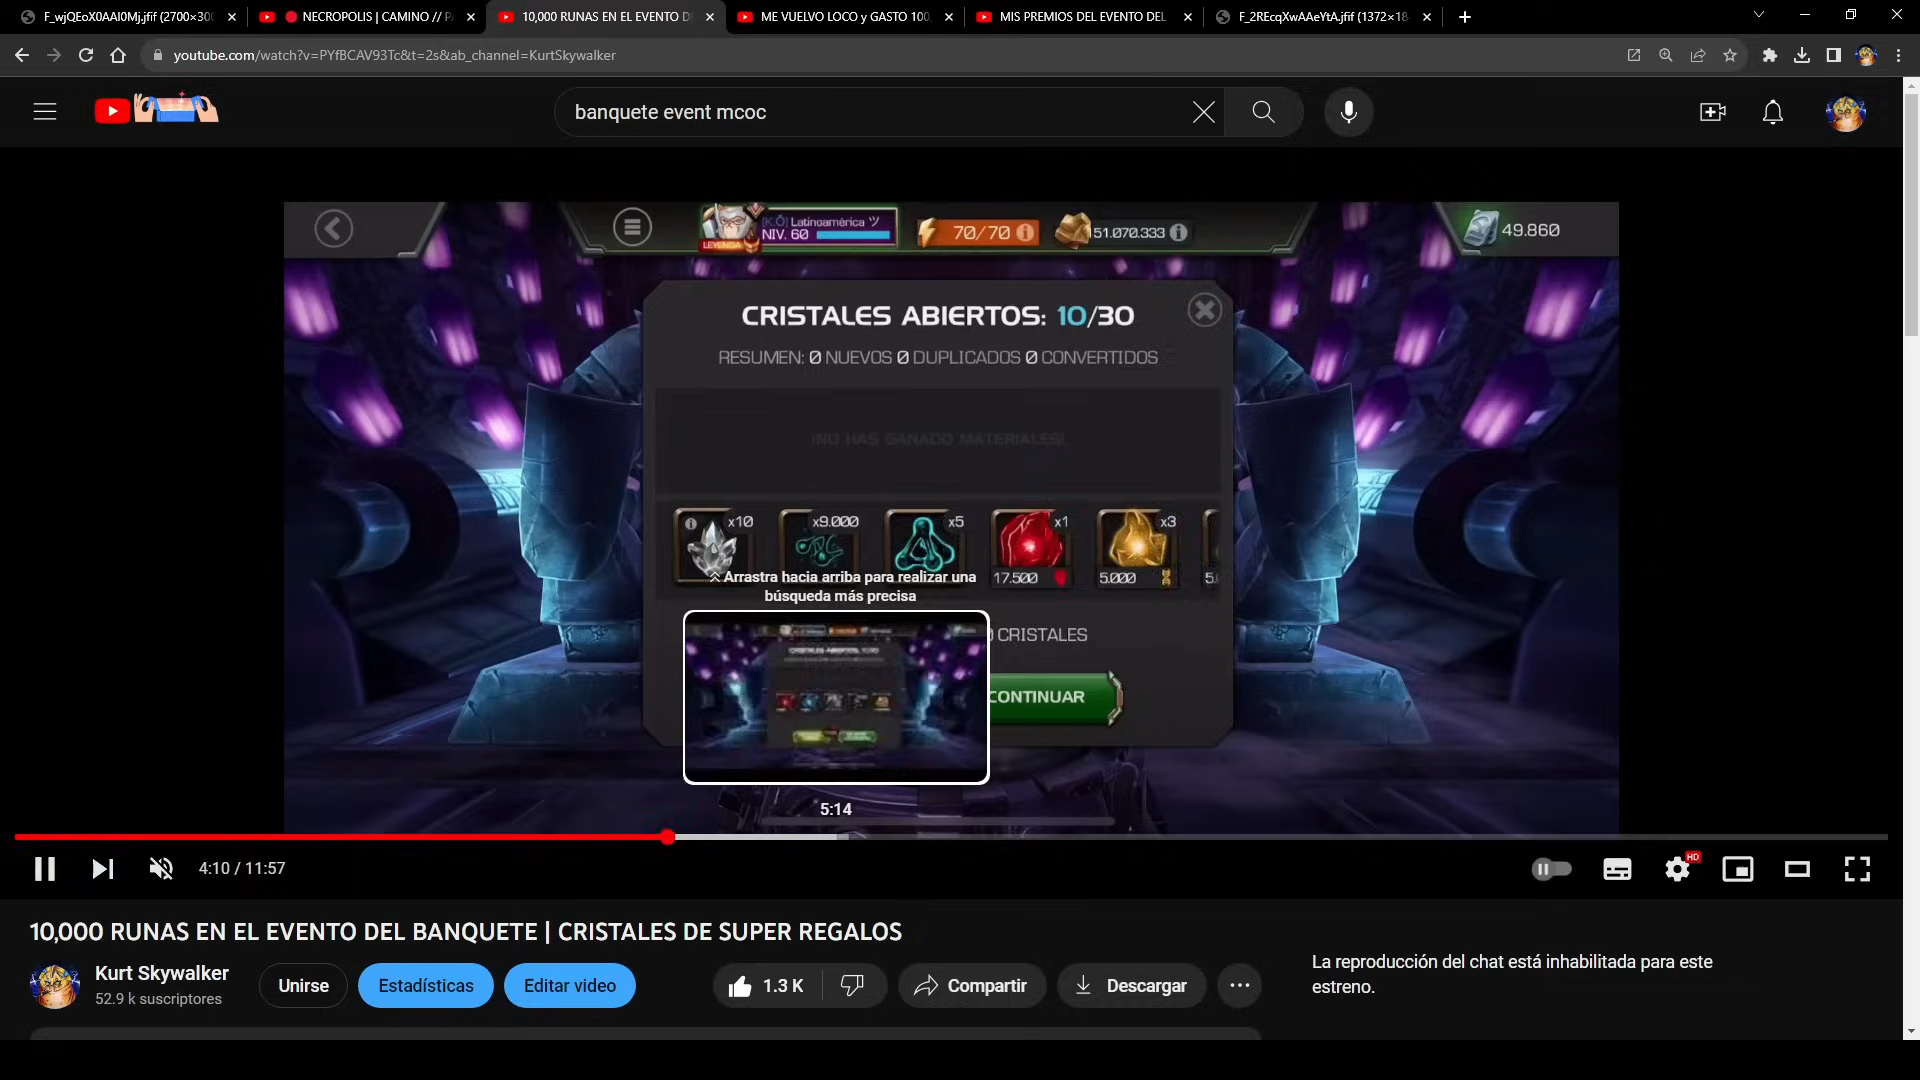 F_wjQEoX0AAI0Mj.jfif (2700×300
NECROPOLIS | CAMINO // P
10,000 RUNAS EN EL EVENTO D
ME VUELVO LOCO y GASTO 100,
MIS PREMIOS DEL EVENTO DEL
F_2REcqXwAAeYtA.jfif (1372×18
youtube.com/watch?v=PYfBCAV93Tc&t=2s&ab_channel=KurtSkywalker
banquete event mcoc
[K.O] Latinoamérica ツ
NIV. 60
LEYENDA
70/70
51.070.333
49.860
CRISTALES ABIERTOS: 10/30
RESUMEN: 0 NUEVOS 0 DUPLICADOS 0 CONVERTIDOS
¡NO HAS GANADO MATERIALES!
x10
x9.000
x5
x1
x3
17.500
5.000
Arrastra hacia arriba para realizar una
búsqueda más precisa
CRISTALES
CONTINUAR
5:14
4:10 / 11:57
HD
10,000 RUNAS EN EL EVENTO DEL BANQUETE | CRISTALES DE SUPER REGALOS
Kurt Skywalker
52.9 k suscriptores
Unirse
Estadísticas
Editar video
1.3 K
Compartir
Descargar
La reproducción del chat está inhabilitada para este
estreno.